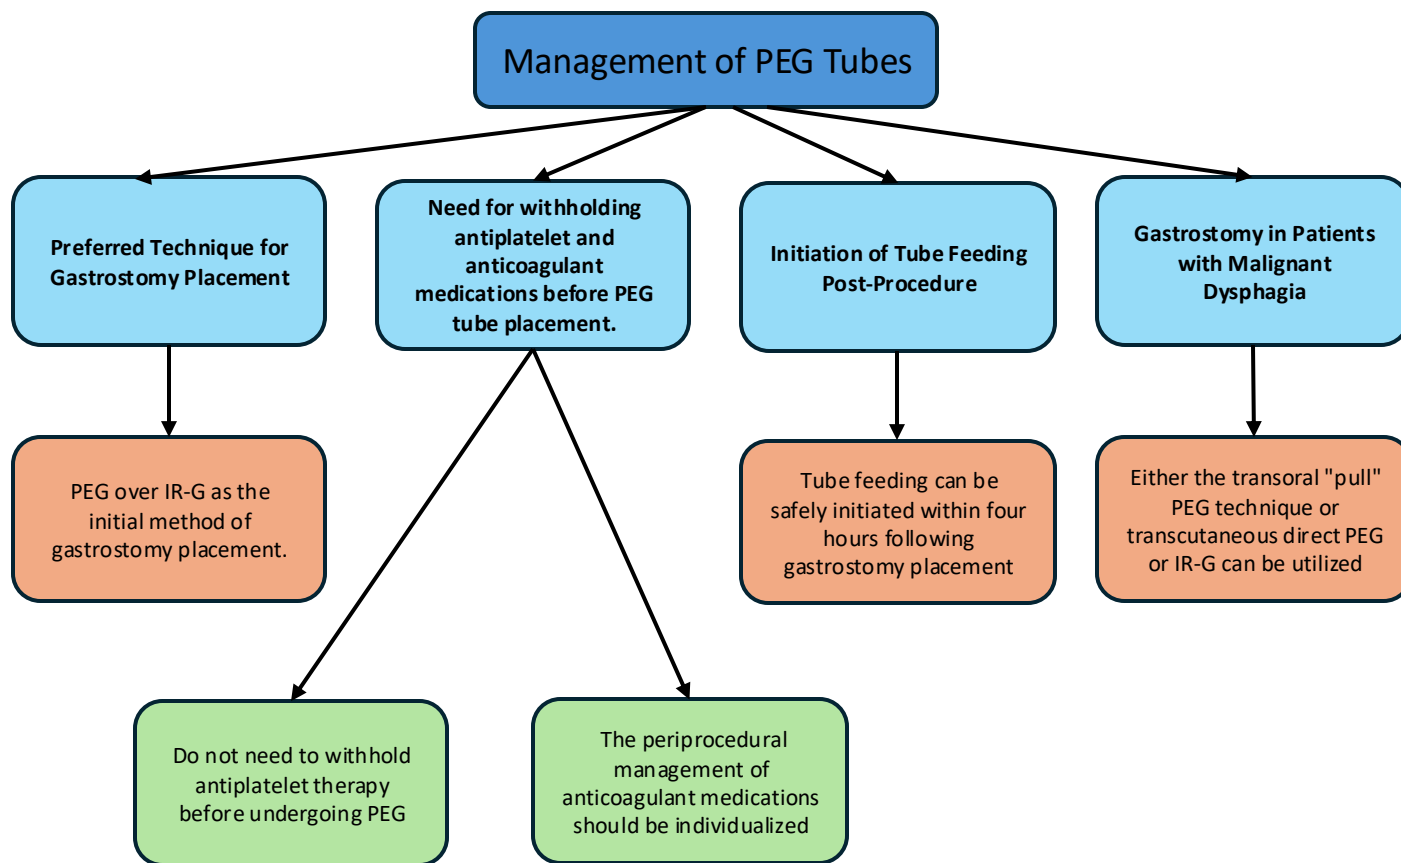 Management of PEG Tubes
Preferred Technique for
Gastrostomy Placement
Need for withholding
antiplatelet and
anticoagulant
medications before PEG
tube placement.
Initiation of Tube Feeding
Post-Procedure
Gastrostomy in Patients
with Malignant
Dysphagia
PEG over IR-G as the
initial method of
gastrostomy placement.
Tube feeding can be
safely initiated within four
hours following
gastrostomy placement
Either the transoral "pull"
PEG technique or
transcutaneous direct PEG
or IR-G can be utilized
Do not need to withhold
antiplatelet therapy
before undergoing PEG
The periprocedural
management of
anticoagulant medications
should be individualized